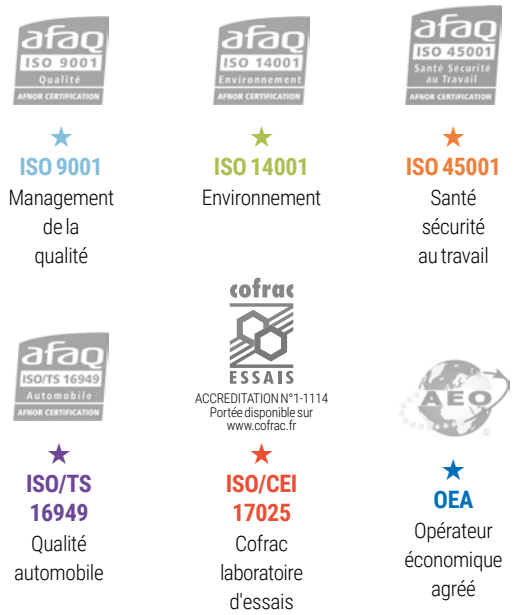 afaq
ISO 9001
Qualité
AFNOR CERTIFICATION
★
ISO 9001
Management
de la
qualité
afaq
ISO 14001
Environnement
AFNOR CERTIFICATION
★
ISO 14001
Environnement
afaq
ISO 45001
Santé Sécurité
au Travail
AFNOR CERTIFICATION
★
ISO 45001
Santé
sécurité
au travail
afaq
ISO/TS 16949
Automobile
AFNOR CERTIFICATION
★
ISO/TS
16949
Qualité
automobile
cofrac
ESSAIS
ACCREDITATION N°1-1114
Portée disponible sur
www.cofrac.fr
★
ISO/CEI
17025
Cofrac
laboratoire
d'essais
AEO
©
★
OEA
Opérateur
économique
agréé